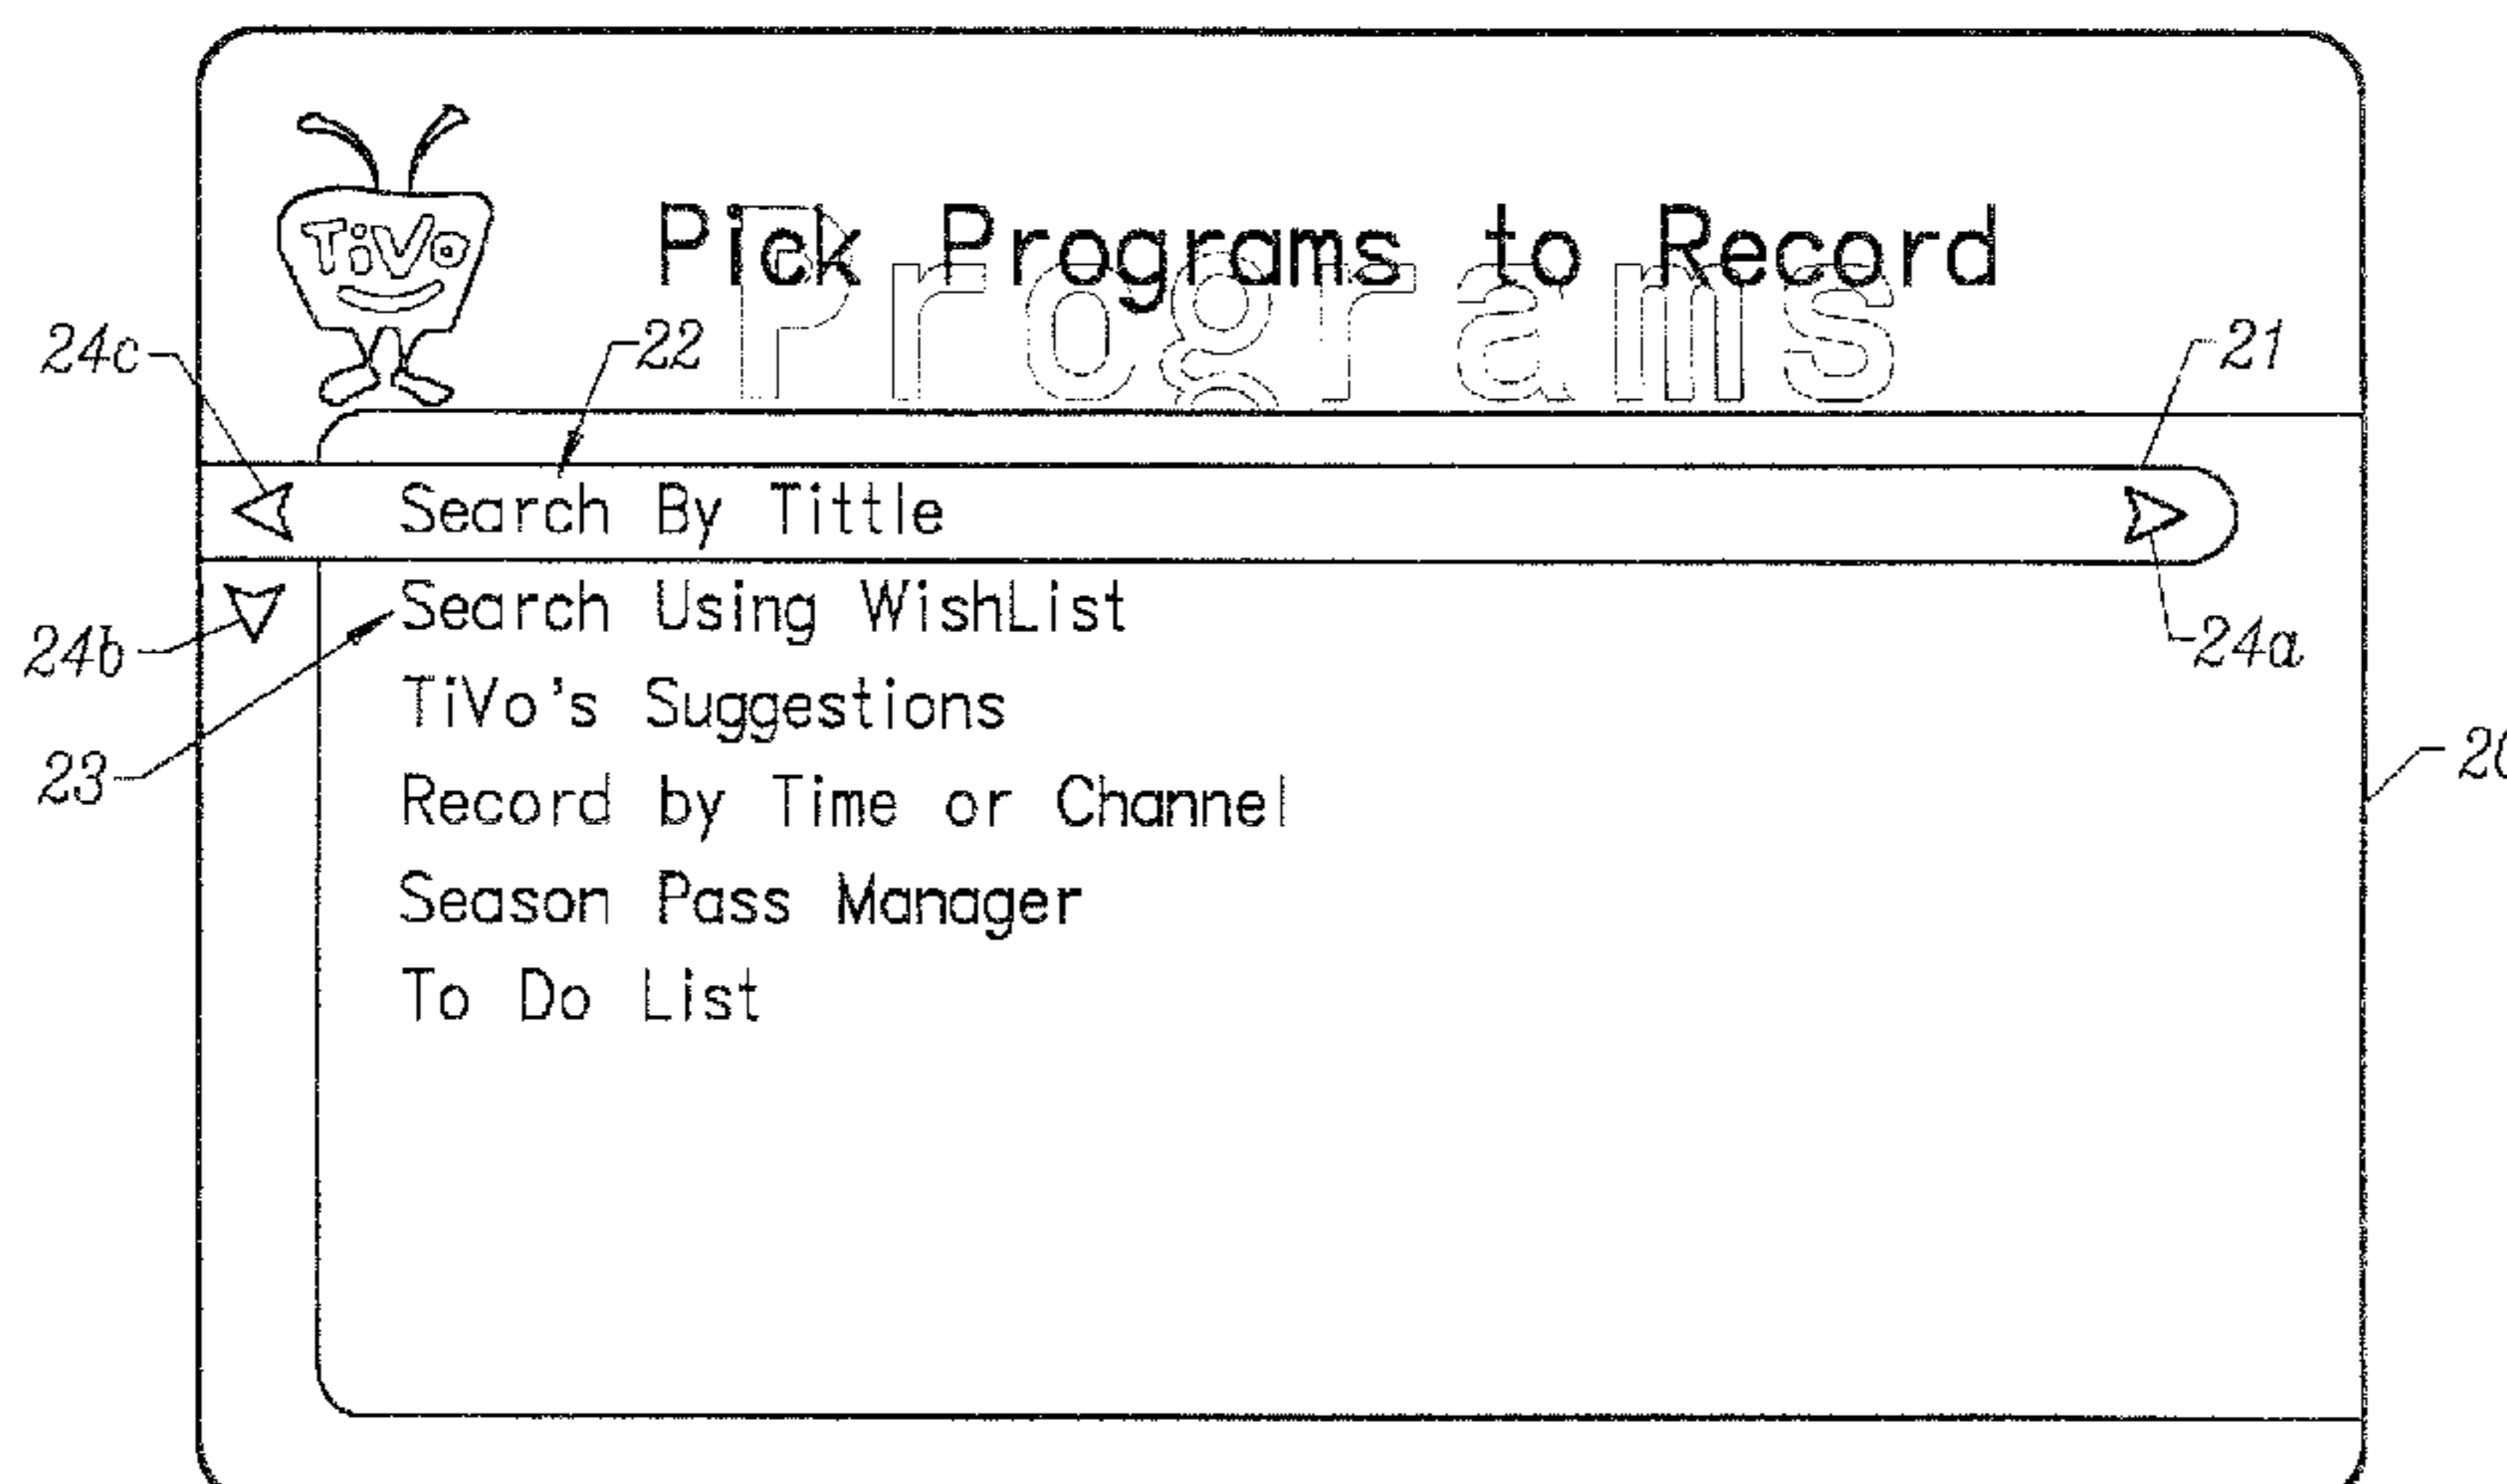 TiVo
Pick Programs to Record
Programs
24c
22
21
Search By Tittle
Search Using WishList
24b
24a
TiVo's Suggestions
23
Record by Time or Channel
Season Pass Manager
To Do List